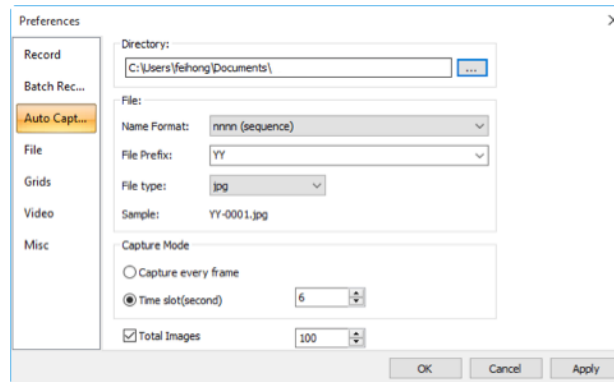 Preferences
Record
Batch Rec...
Auto Capt...
File
Grids
Video
Misc
Directory:
C:\Users\feihong\Documents\
...
File:
Name Format: nnnn (sequence)
File Prefix: YY
File type: jpg
Sample: YY-0001.jpg
Capture Mode
Capture every frame
Time slot(second) 6
Total Images 100
OK Cancel Apply